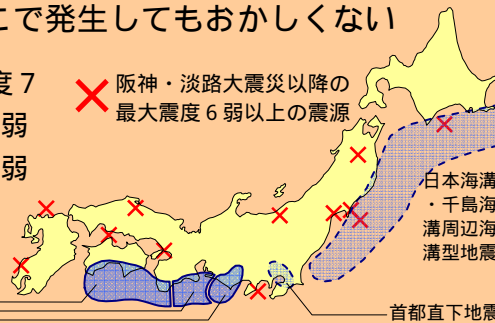 こで発生してもおかしくない
度7
弱
弱
阪神・淡路大震災以降の
最大震度6弱以上の震源
日本海溝
・千島海
溝周辺海
溝型地震
首都直下地震